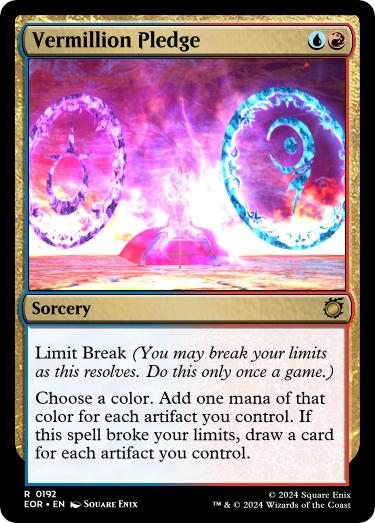 Vermillion Pledge
Sorcery
Limit Break (You may break your limits
as this resolves. Do this only once a game.)
Choose a color. Add one mana of that
color for each artifact you control. If
this spell broke your limits, draw a card
for each artifact you control.
R 0192
EOR • EN Square Enix
© 2024 Square Enix
™ & © 2024 Wizards of the Coast